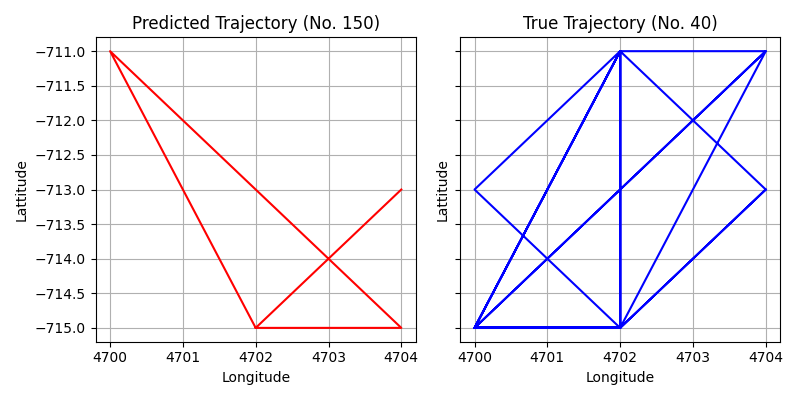 Predicted Trajectory (No. 150)
True Trajectory (No. 40)
−711.0
−711.5
−712.0
−712.5
−713.0
−713.5
−714.0
−714.5
−715.0
Lattitude
Lattitude
4700 4701 4702 4703 4704
4700 4701 4702 4703 4704
Longitude
Longitude